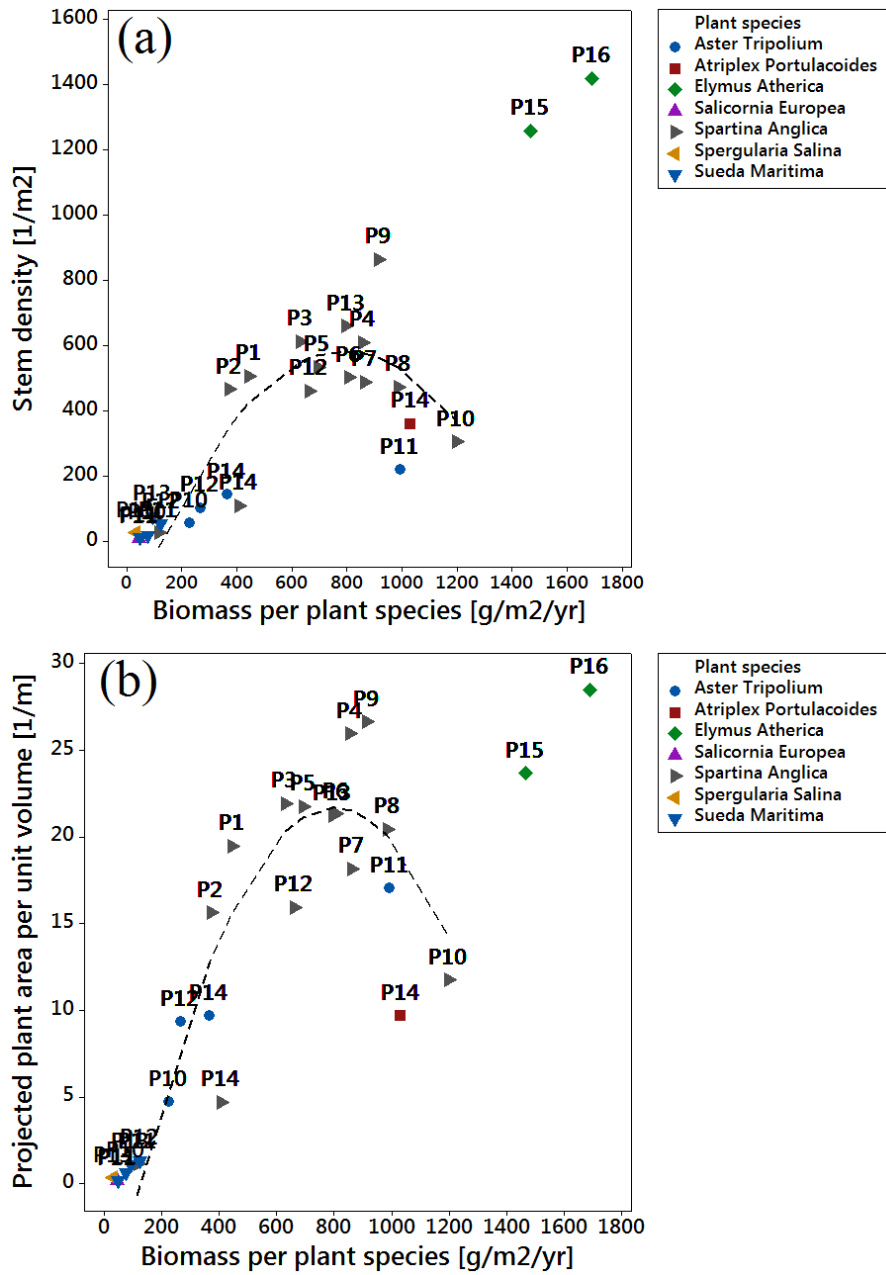 (a)
1600
1400
1200
1000
800
600
400
200
0
Stem density [1/m2]
P16
P15
P9
P13
P3 P4
P5
P1 P6 P7 P8
P2 P12
P14
P10
P11
P14
P14
P12
P10
P13
P12
0 200 400 600 800 1000 1200 1400 1600 1800
Biomass per plant species [g/m2/yr]
Plant species
Aster Tripolium
Atriplex Portulacoides
Elymus Atherica
Salicornia Europea
Spartina Anglica
Spergularia Salina
Sueda Maritima
(b)
30
25
20
15
10
5
0
Projected plant area per unit volume [1/m]
P16
P9
P4
P15
P3 P5 P13
P1 P8
P7
P11
P2 P12
P10
P12 P14 P14
P10 P14
P12
0 200 400 600 800 1000 1200 1400 1600 1800
Biomass per plant species [g/m2/yr]
Plant species
Aster Tripolium
Atriplex Portulacoides
Elymus Atherica
Salicornia Europea
Spartina Anglica
Spergularia Salina
Sueda Maritima